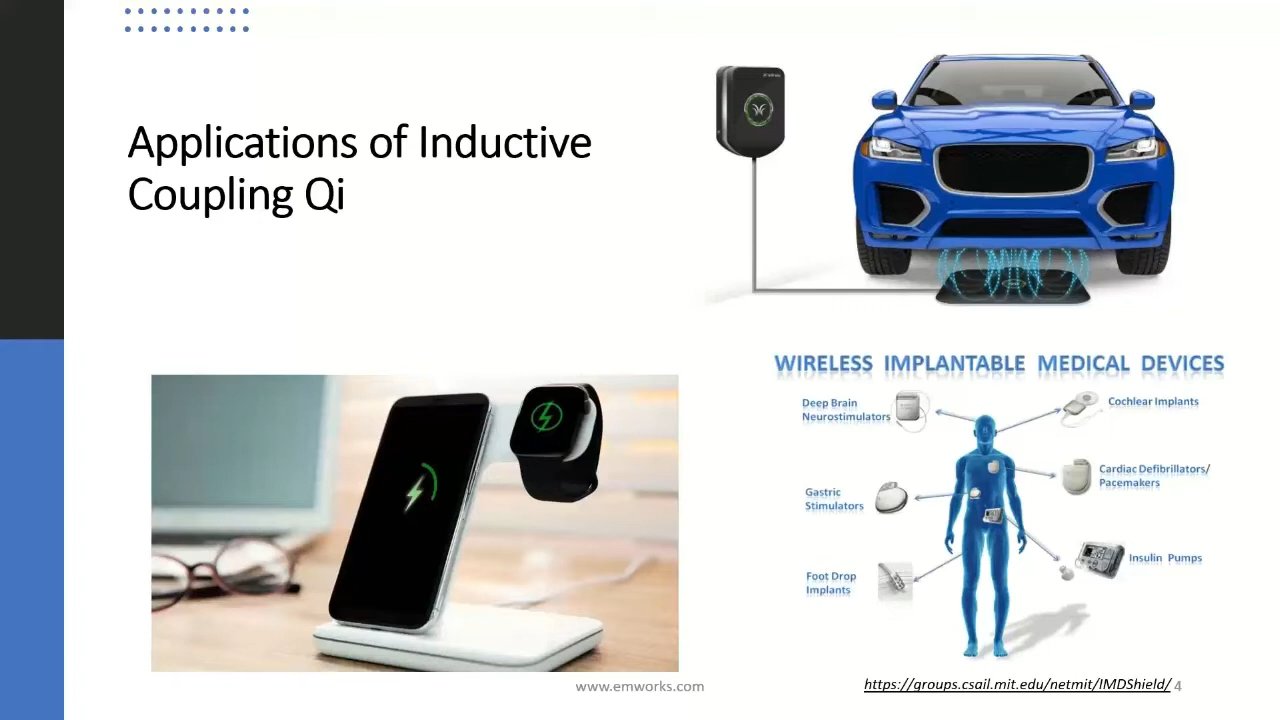 Applications of Inductive
Coupling Qi
WIRELESS IMPLANTABLE MEDICAL DEVICES
Deep Brain
Neurostimulators
Cochlear Implants
Cardiac Defibrillators/
Pacemakers
Gastric
Stimulators
Insulin Pumps
Foot Drop
Implants
www.emworks.com
https://groups.csail.mit.edu/netmit/IMDShield/
4